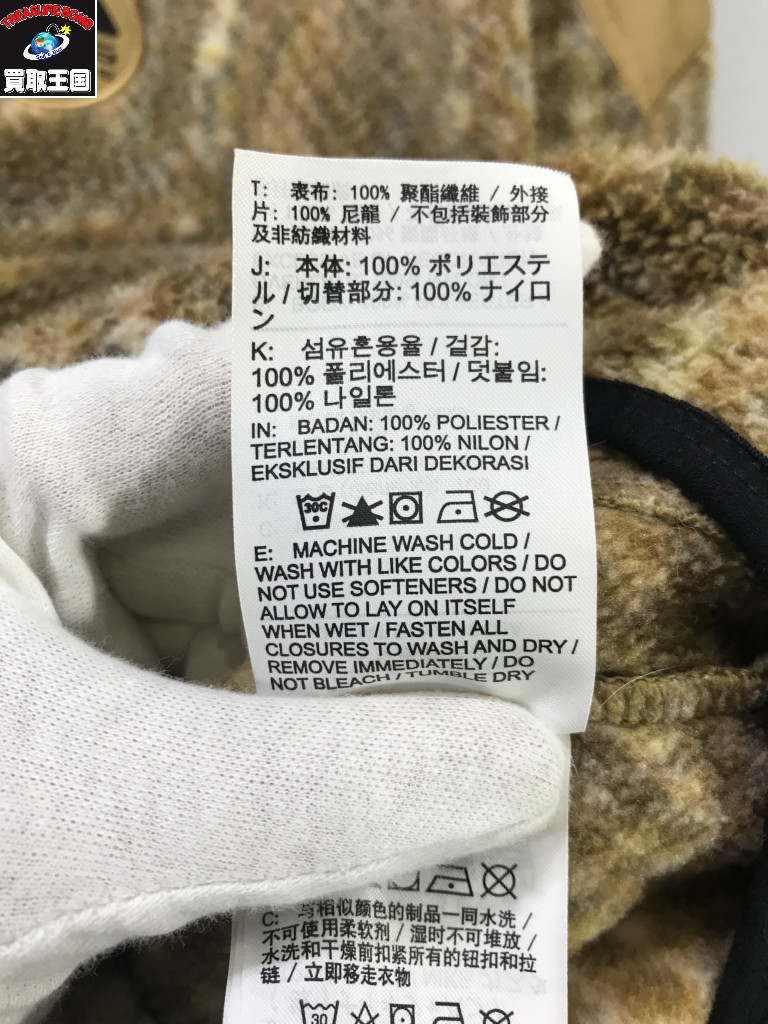 TREASURE BOMB
買取王国
T: 表布: 100% 聚酯纖維 / 外接
片: 100% 尼龍 / 不包括裝飾部分
及非紡織材料
J: 本体: 100% ポリエステ
ル / 切替部分: 100% ナイロ
ン
K: 섬유혼용율 / 겉감:
100% 폴리에스터 / 덧붙임:
100% 나일론
IN: BADAN: 100% POLIESTER /
TERLENTANG: 100% NILON /
EKSKLUSIF DARI DEKORASI
30C
E: MACHINE WASH COLD /
WASH WITH LIKE COLORS / DO
NOT USE SOFTENERS / DO NOT
ALLOW TO LAY ON ITSELF
WHEN WET / FASTEN ALL
CLOSURES TO WASH AND DRY /
REMOVE IMMEDIATELY / DO
NOT BLEACH / TUMBLE DRY
C: 与相似颜色的制品一同水洗 /
不可使用柔软剂 / 湿时不可堆放 /
水洗和干燥前扣紧所有的钮扣和拉
链 / 立即移走衣物
30